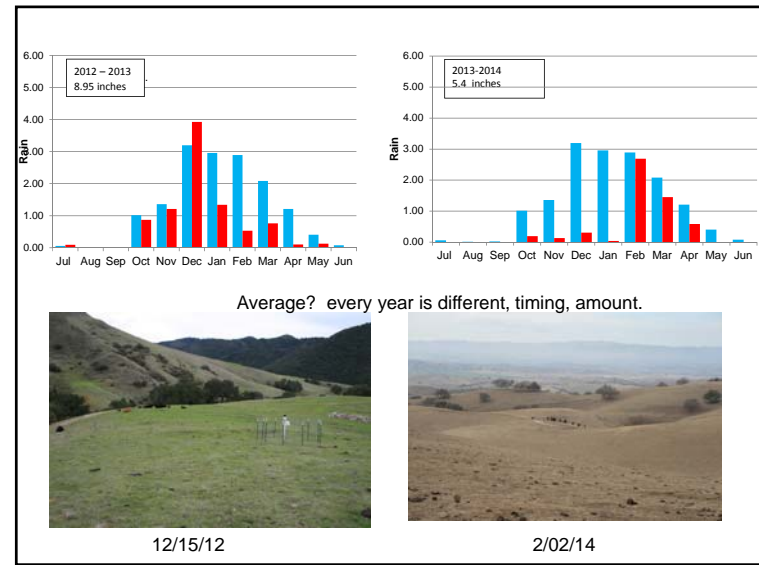 6.00
5.00
4.00
3.00
2.00
1.00
0.00
Rain
2012 – 2013
8.95 inches
.
Jul Aug Sep Oct Nov Dec Jan Feb Mar Apr May Jun
6.00
5.00
4.00
3.00
2.00
1.00
0.00
Rain
2013-2014
5.4 inches
Jul Aug Sep Oct Nov Dec Jan Feb Mar Apr May Jun
Average? every year is different, timing, amount.
12/15/12
2/02/14